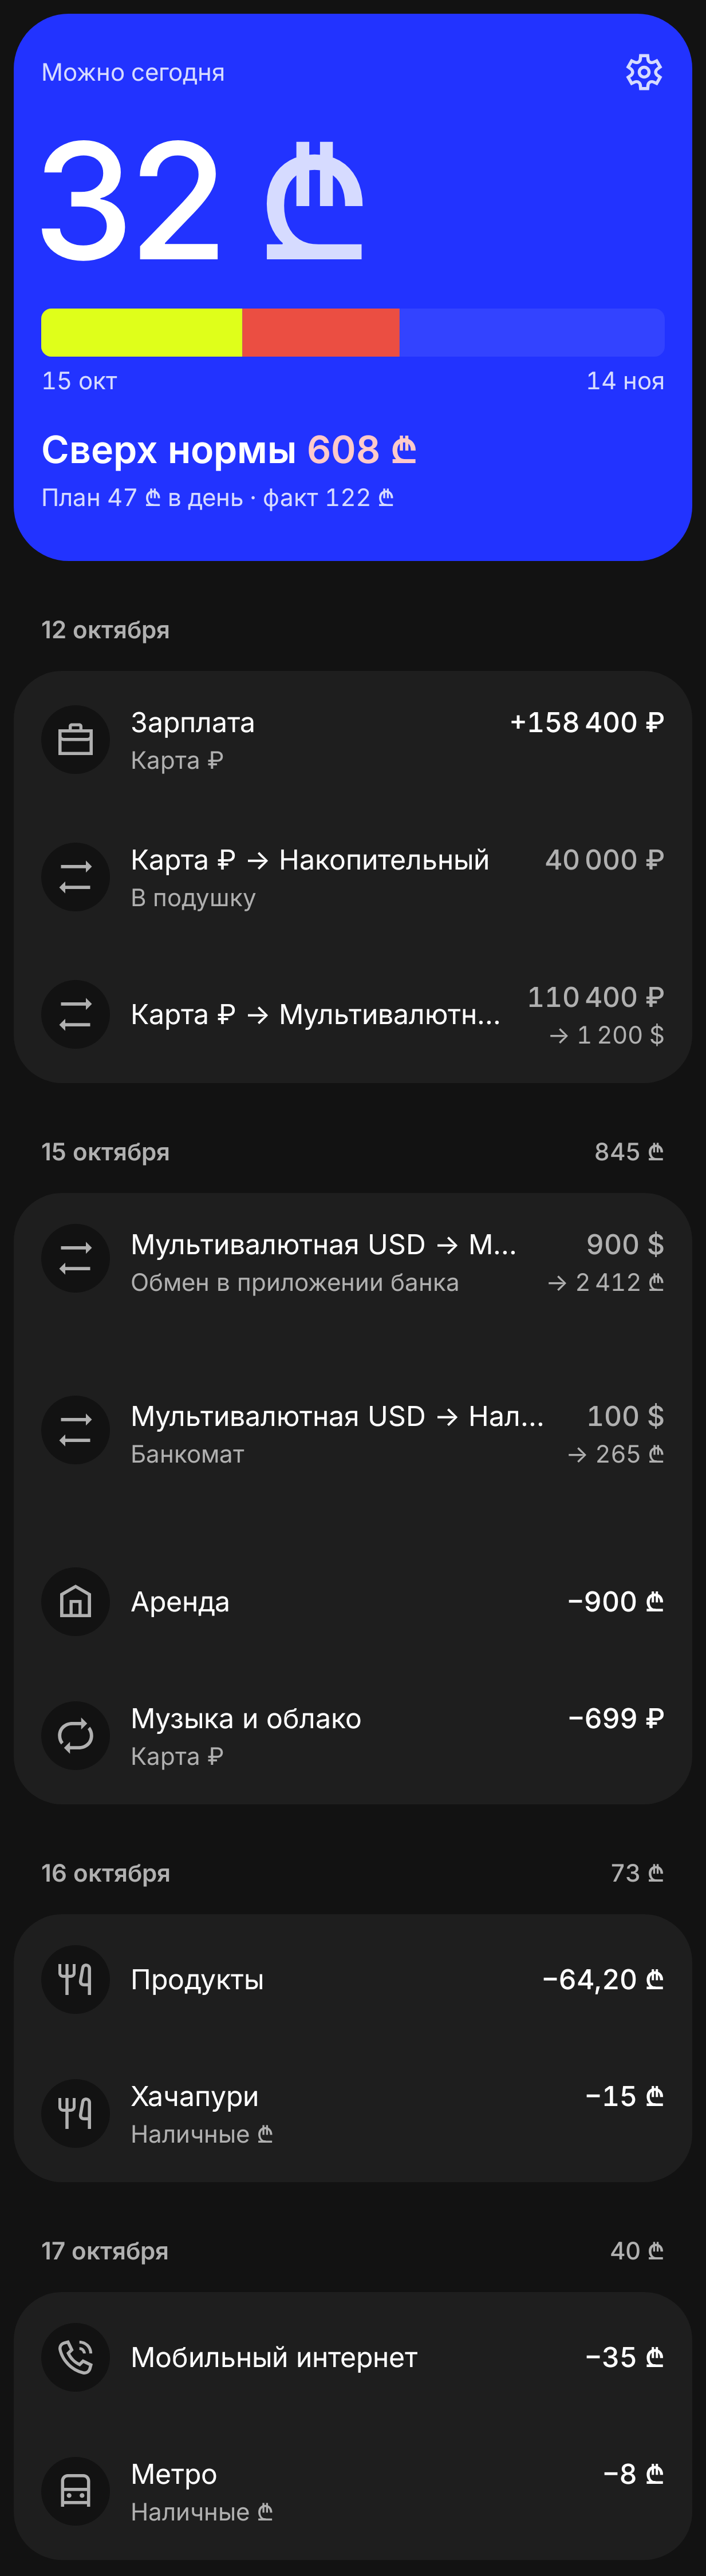 Можно сегодня
32 ₾
15 окт 14 ноя
Сверх нормы 608 ₾
План 47 ₾ в день · факт 122 ₾
12 октября
Зарплата +158 400 ₽
Карта ₽
Карта ₽ → Накопительный 40 000 ₽
В подушку
Карта ₽ → Мультивалютн... 110 400 ₽
→ 1 200 $
15 октября 845 ₾
Мультивалютная USD → М... 900 $
Обмен в приложении банка → 2 412 ₾
Мультивалютная USD → Нал... 100 $
Банкомат → 265 ₾
Аренда −900 ₾
Музыка и облако −699 ₽
Карта ₽
16 октября 73 ₾
Продукты −64,20 ₾
Хачапури −15 ₾
Наличные ₾
17 октября 40 ₾
Мобильный интернет −35 ₾
Метро −8 ₾
Наличные ₾